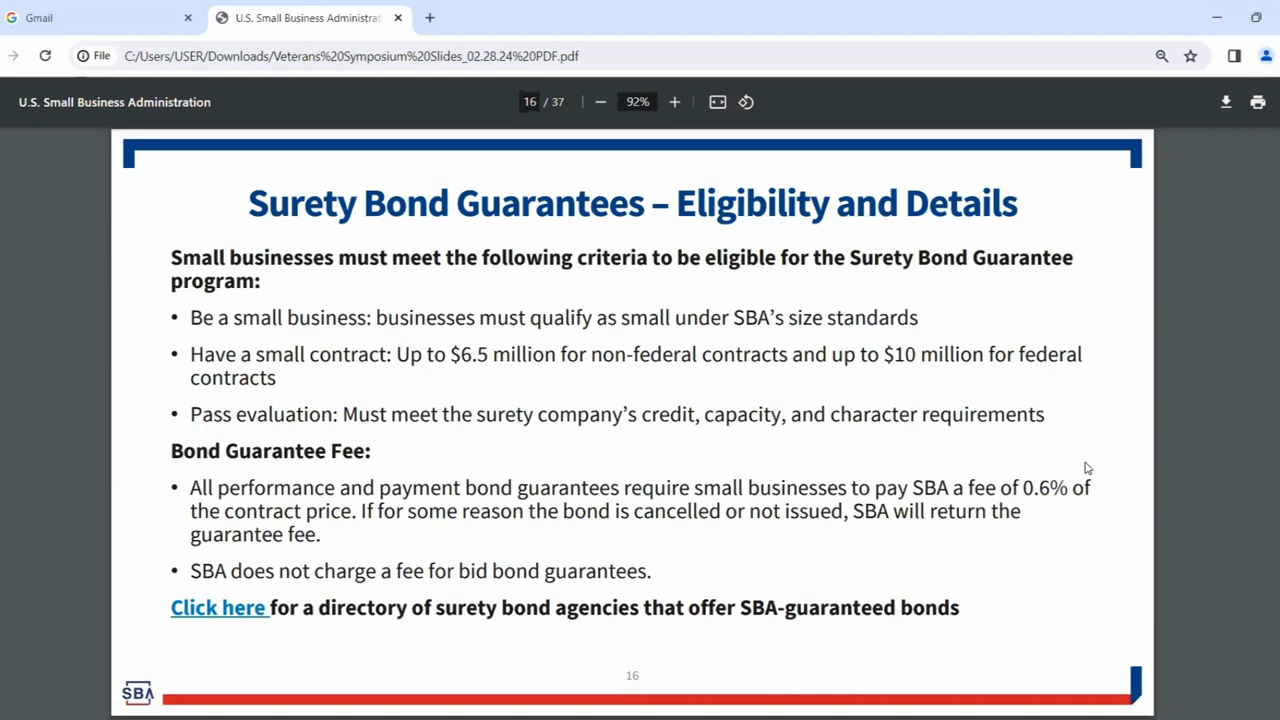 Gmail
U.S. Small Business Administrat
File
C:/Users/USER/Downloads/Veterans%20Symposium%20Slides_02.28.24%20PDF.pdf
U.S. Small Business Administration
16 / 37
92%
Surety Bond Guarantees – Eligibility and Details
Small businesses must meet the following criteria to be eligible for the Surety Bond Guarantee
program:
• Be a small business: businesses must qualify as small under SBA’s size standards
• Have a small contract: Up to $6.5 million for non-federal contracts and up to $10 million for federal
contracts
• Pass evaluation: Must meet the surety company’s credit, capacity, and character requirements
Bond Guarantee Fee:
• All performance and payment bond guarantees require small businesses to pay SBA a fee of 0.6% of
the contract price. If for some reason the bond is cancelled or not issued, SBA will return the
guarantee fee.
• SBA does not charge a fee for bid bond guarantees.
Click here for a directory of surety bond agencies that offer SBA-guaranteed bonds
16
SBA